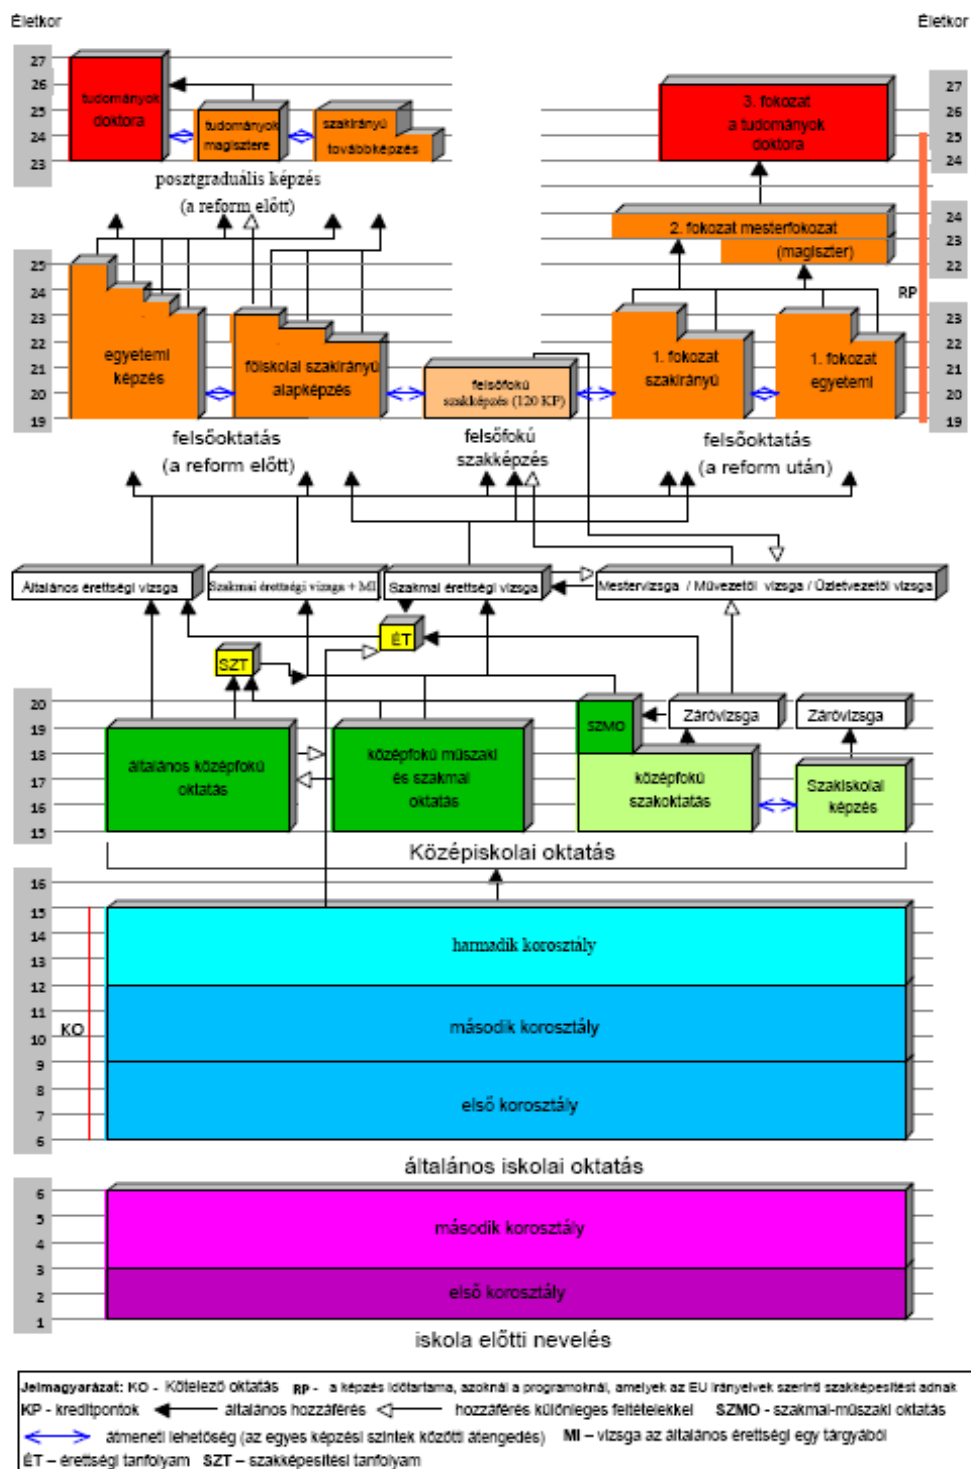 Életkor
Életkor
27
26
25
24
23
tudományok
doktora
tudományok
magisztere
szakirányú
továbbképzés
posztgraduális képzés
(a reform előtt)
27
26
25
24
3. fokozat
a tudományok
doktora
24
23
22
2. fokozat mesterfokozat
(magiszter)
RP
25
24
23
22
21
20
19
egyetemi
képzés
főiskolai szakirányú
alapképzés
felsőfokú
szakképzés (120 KP)
1. fokozat
szakirányú
1. fokozat
egyetemi
23
22
21
20
19
felsőoktatás
(a reform előtt)
felsőfokú
szakképzés
felsőoktatás
(a reform után)
Általános érettségi vizsga
Szakmai érettségi vizsga + MI
Szakmai érettségi vizsga
Mestervizsga / Művezetői vizsga / Üzletvezetői vizsga
ÉT
SZT
20
19
18
17
16
15
általános középfokú
oktatás
középfokú műszaki
és szakmai
oktatás
SZMO
középfokú
szakoktatás
Záróvizsga
Záróvizsga
Szakiskolai
képzés
Középiskolai oktatás
16
15
14
13
12
11
10
9
8
7
6
KO
harmadik korosztály
második korosztály
első korosztály
általános iskolai oktatás
6
5
4
3
2
1
második korosztály
első korosztály
iskola előtti nevelés
Jelmagyarázat: KO - Kötelező oktatás RP - a képzés időtartama, azoknál a programoknál, amelyek az EU irányelvek szerinti szakképesítést adnak
KP - kreditpontok általános hozzáférés hozzáférés különleges feltételekkel SZMO - szakmai-műszaki oktatás
átmeneti lehetőség (az egyes képzési szintek közötti átengedés) MI – vizsga az általános érettségi egy tárgyából
ÉT – érettségi tanfolyam SZT – szakképesítési tanfolyam